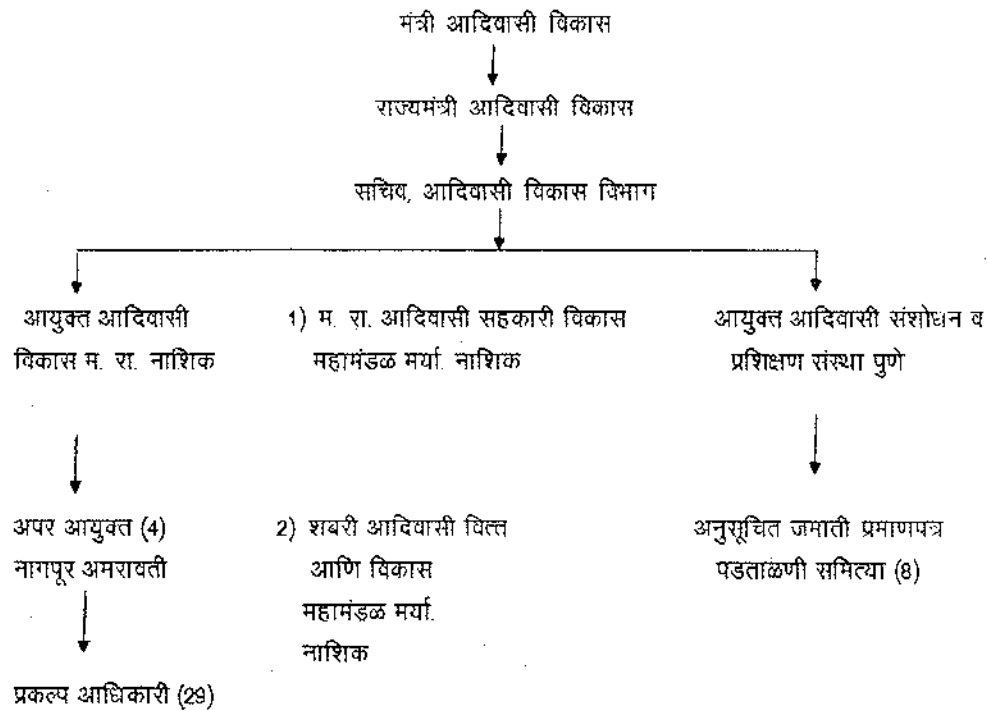 मंत्री आदिवासी विकास
राज्यमंत्री आदिवासी विकास
सचिव, आदिवासी विकास विभाग
आयुक्त आदिवासी
विकास म. रा. नाशिक
1) म. रा. आदिवासी सहकारी विकास
महामंडळ मर्या. नाशिक
आयुक्त आदिवासी संशोधन व
प्रशिक्षण संस्था पुणे
अपर आयुक्त (4)
नागपूर अमरावती
2) शबरी आदिवासी वित्त
आणि विकास
महामंडळ मर्या.
नाशिक
अनुसूचित जमाती प्रमाणपत्र
पडताळणी समित्या (8)
प्रकल्प आधिकारी (29)